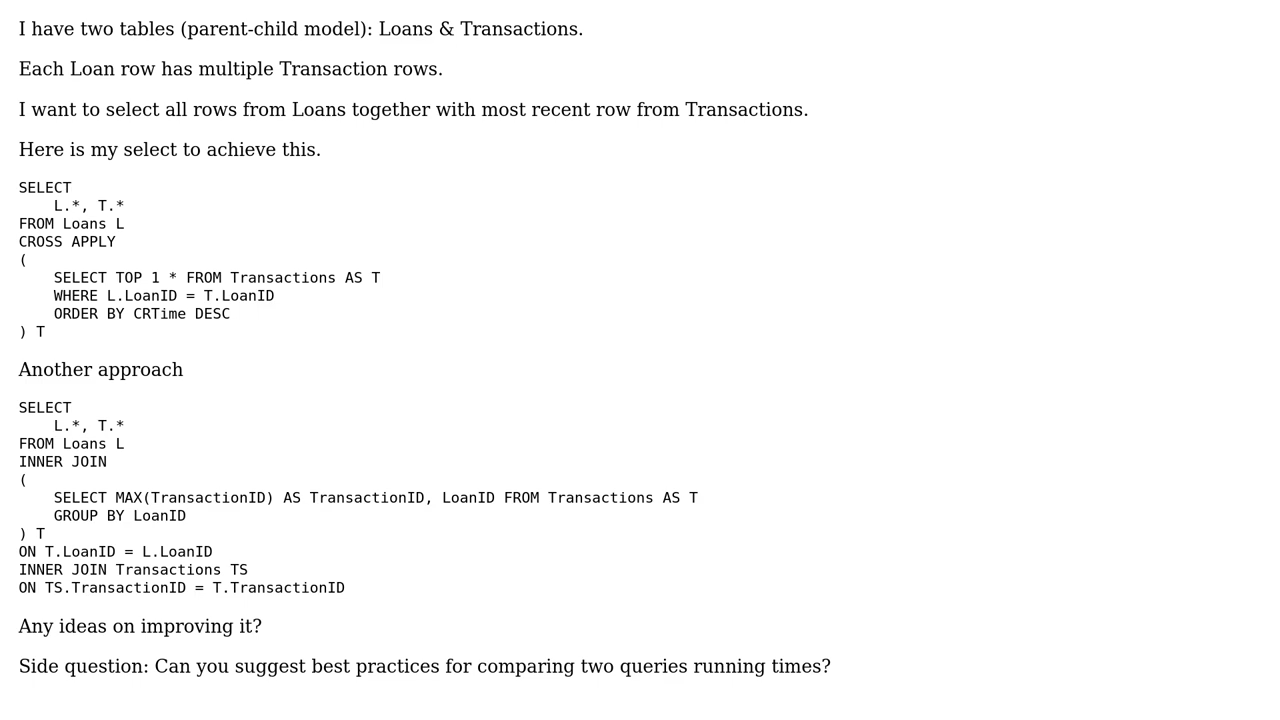 I have two tables (parent-child model): Loans & Transactions.
Each Loan row has multiple Transaction rows.
I want to select all rows from Loans together with most recent row from Transactions.
Here is my select to achieve this.
SELECT
    L.*, T.*
FROM Loans L
CROSS APPLY
(
    SELECT TOP 1 * FROM Transactions AS T
    WHERE L.LoanID = T.LoanID
    ORDER BY CRTime DESC
) T
Another approach
SELECT
    L.*, T.*
FROM Loans L
INNER JOIN
(
    SELECT MAX(TransactionID) AS TransactionID, LoanID FROM Transactions AS T
    GROUP BY LoanID
) T
ON T.LoanID = L.LoanID
INNER JOIN Transactions TS
ON TS.TransactionID = T.TransactionID
Any ideas on improving it?
Side question: Can you suggest best practices for comparing two queries running times?